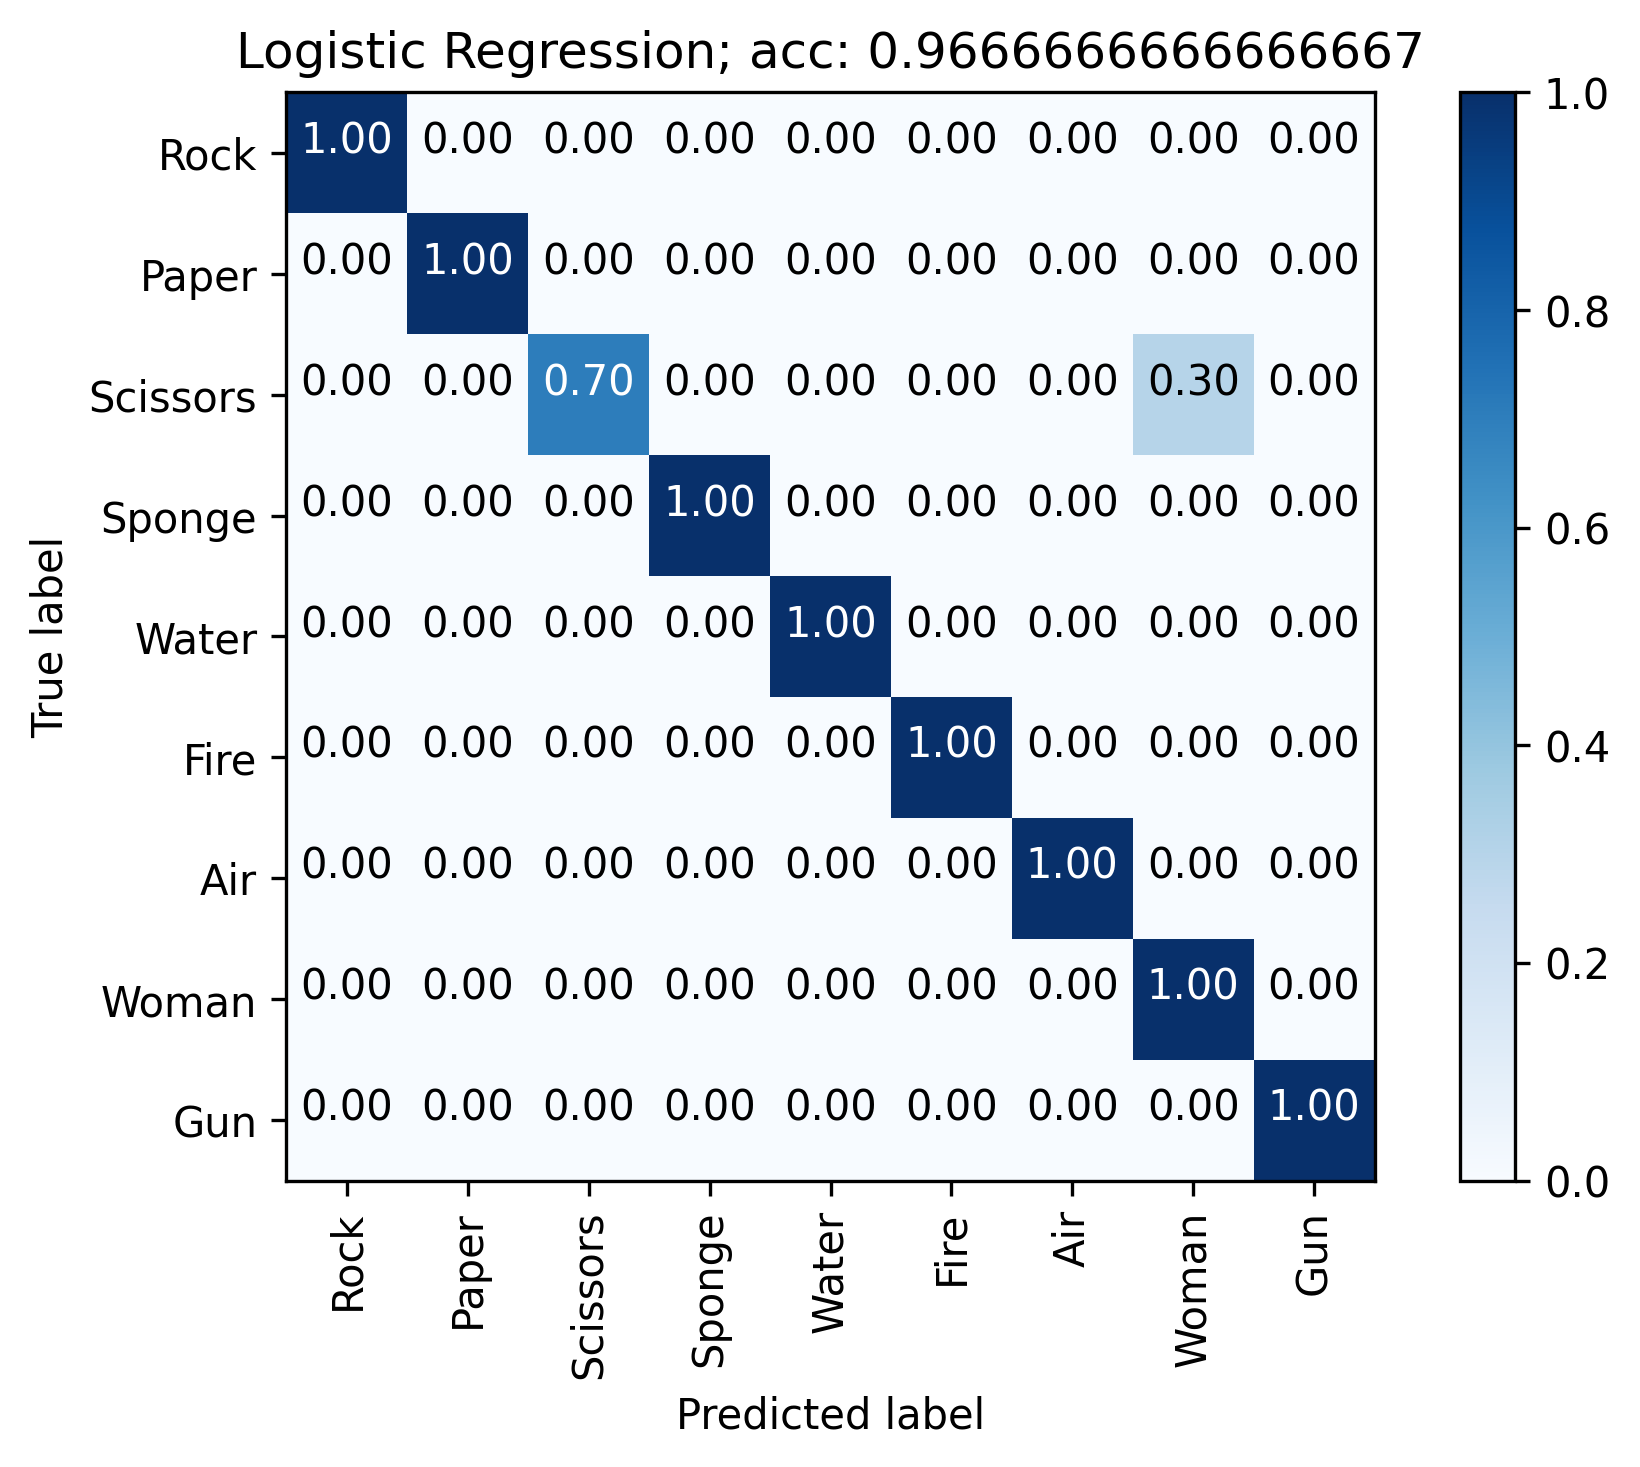 Logistic Regression; acc: 0.9666666666666667
Rock 1.00 0.00 0.00 0.00 0.00 0.00 0.00 0.00 0.00
Paper 0.00 1.00 0.00 0.00 0.00 0.00 0.00 0.00 0.00
Scissors 0.00 0.00 0.70 0.00 0.00 0.00 0.00 0.30 0.00
Sponge 0.00 0.00 0.00 1.00 0.00 0.00 0.00 0.00 0.00
Water 0.00 0.00 0.00 0.00 1.00 0.00 0.00 0.00 0.00
Fire 0.00 0.00 0.00 0.00 0.00 1.00 0.00 0.00 0.00
Air 0.00 0.00 0.00 0.00 0.00 0.00 1.00 0.00 0.00
Woman 0.00 0.00 0.00 0.00 0.00 0.00 0.00 1.00 0.00
Gun 0.00 0.00 0.00 0.00 0.00 0.00 0.00 0.00 1.00
True label
Rock
Paper
Scissors
Sponge
Water
Fire
Air
Woman
Gun
Predicted label
1.0
0.8
0.6
0.4
0.2
0.0